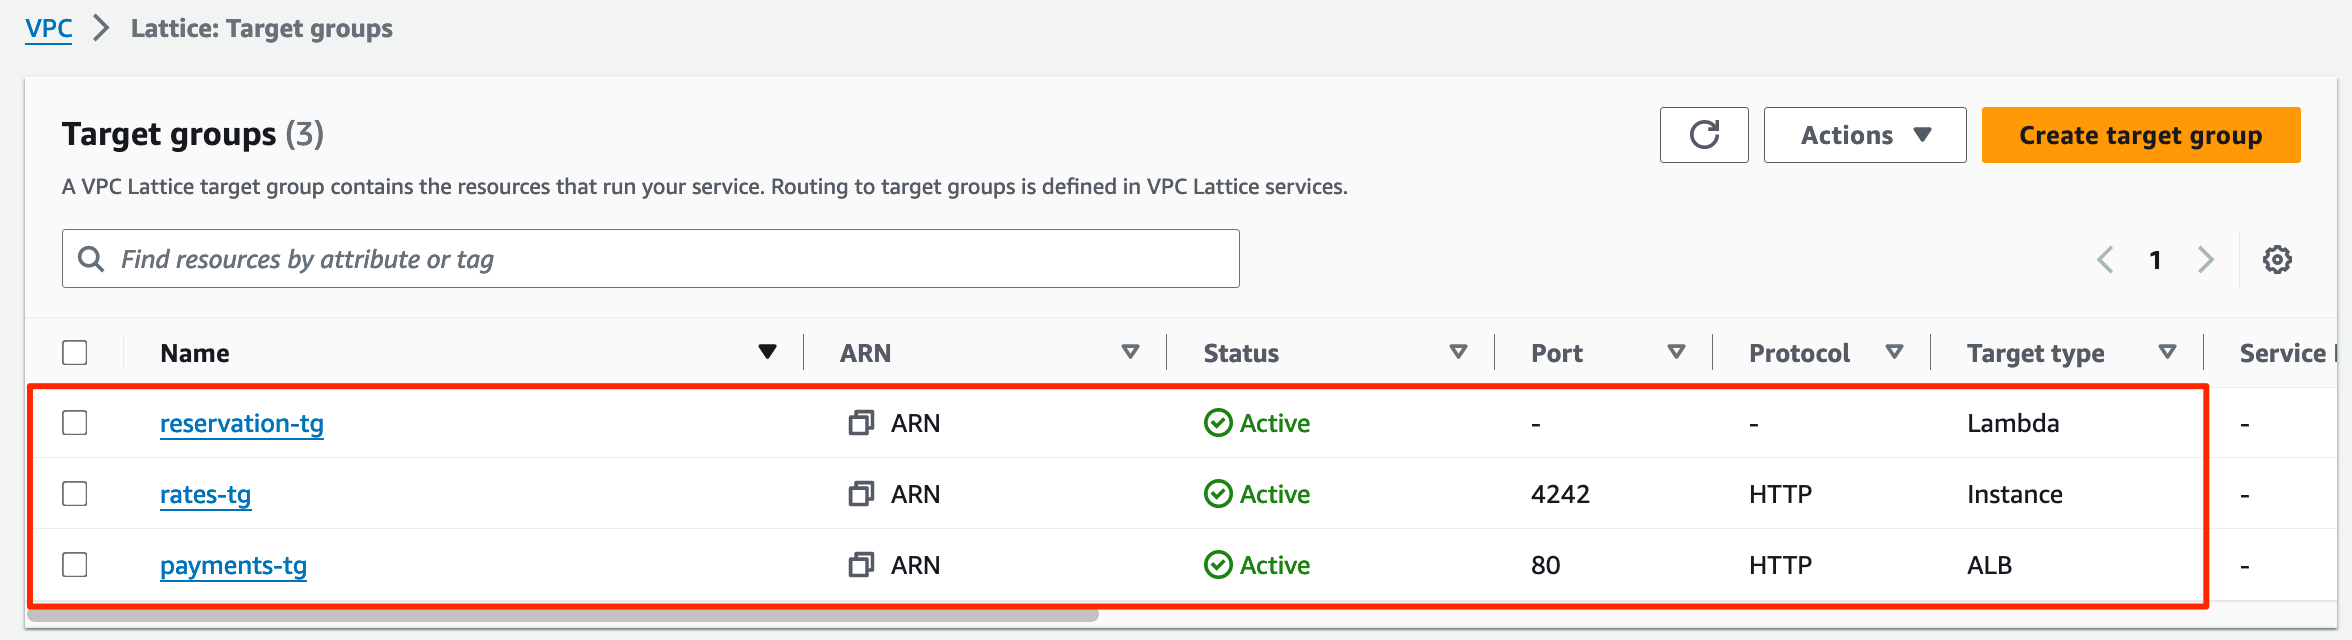 VPC > Lattice: Target groups
Target groups (3)
Actions
Create target group
A VPC Lattice target group contains the resources that run your service. Routing to target groups is defined in VPC Lattice services.
Find resources by attribute or tag
1
Name ARN Status Port Protocol Target type Service
reservation-tg ARN Active - - Lambda -
rates-tg ARN Active 4242 HTTP Instance -
payments-tg ARN Active 80 HTTP ALB -